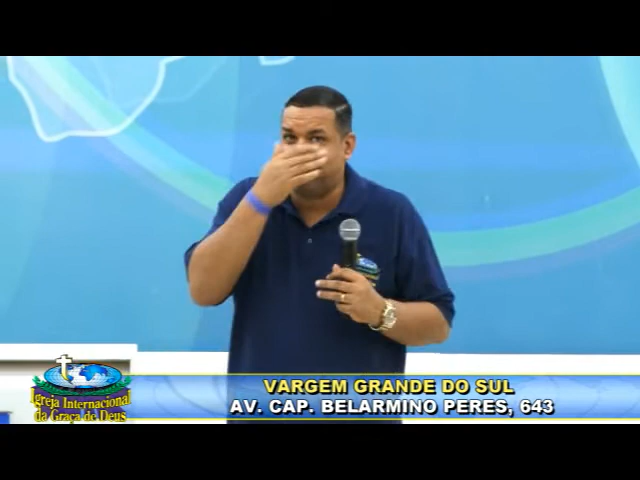 VARGEM GRANDE DO SUL
AV. CAP. BELARMINO PERES, 643
Igreja Internacional
da Graça de Deus